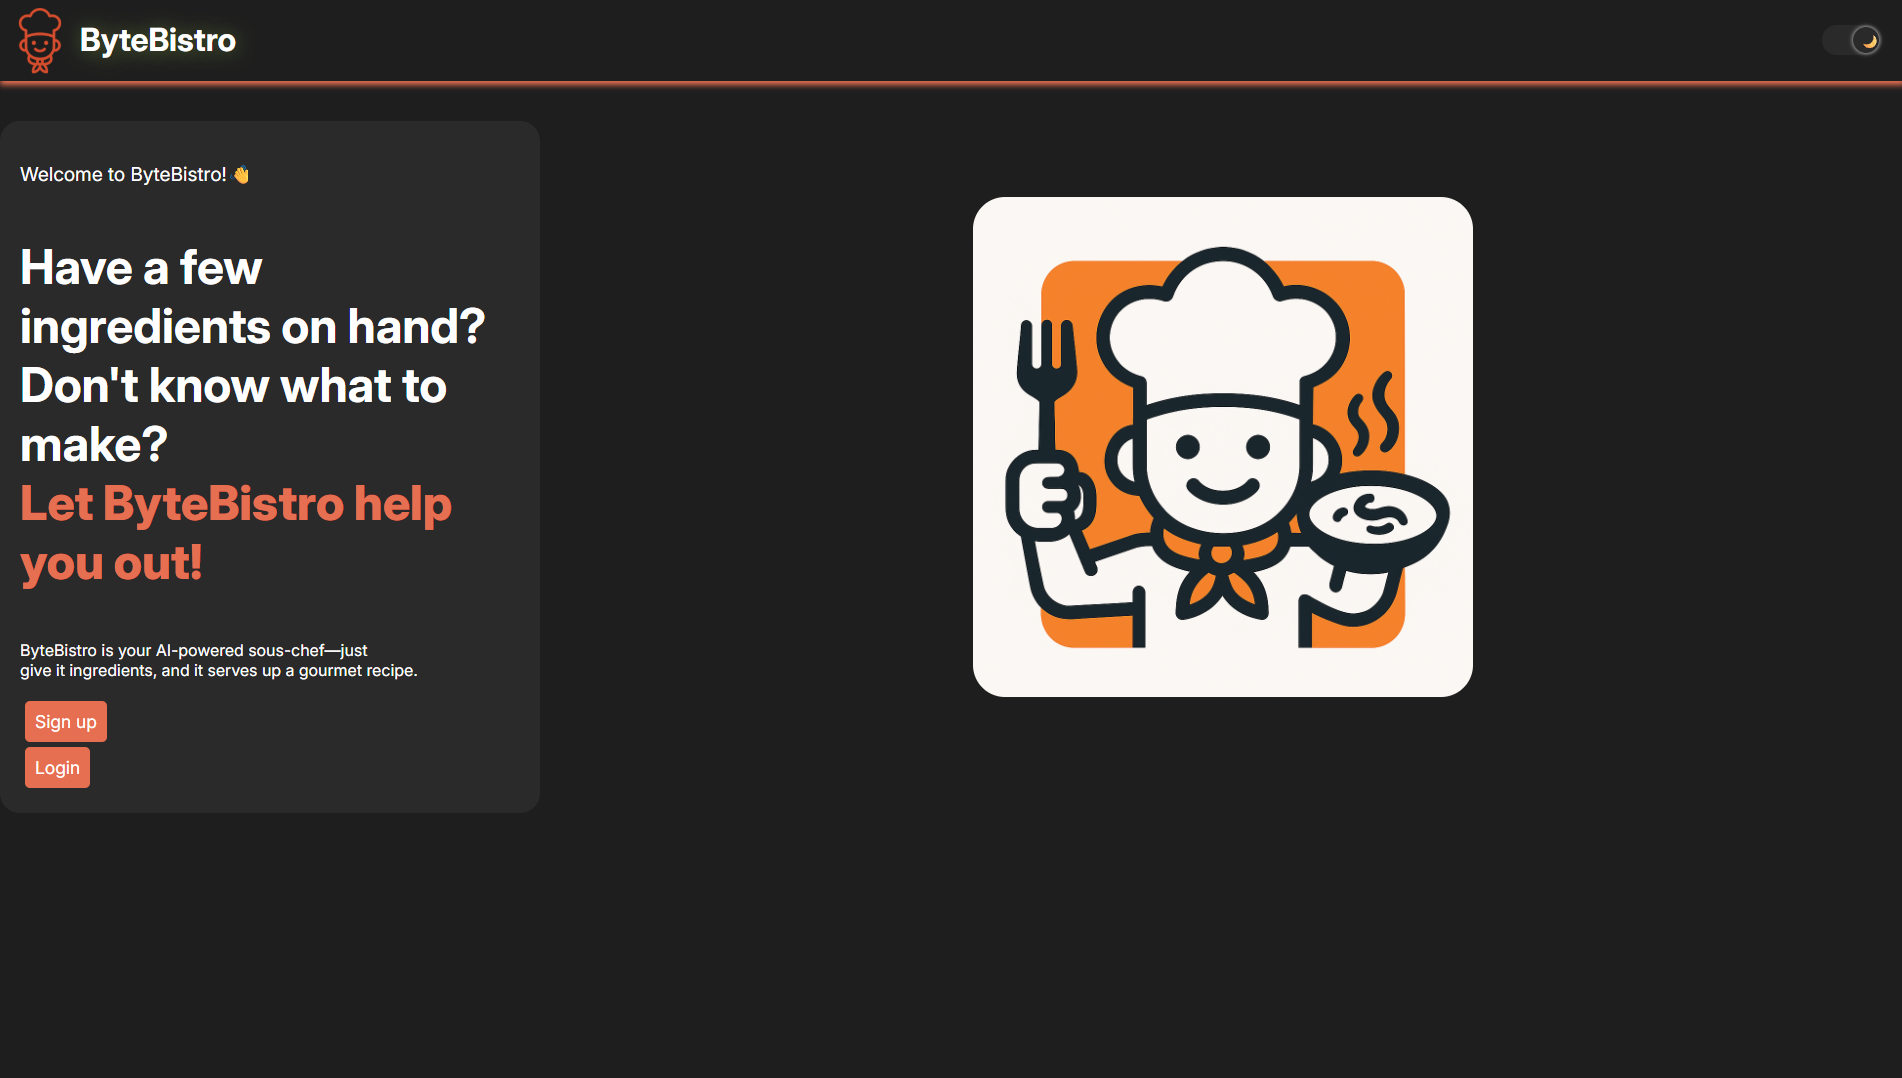 ByteBistro
Welcome to ByteBistro! 👋
Have a few
ingredients on hand?
Don't know what to
make?
Let ByteBistro help
you out!
ByteBistro is your AI-powered sous-chef—just
give it ingredients, and it serves up a gourmet recipe.
Sign up
Login